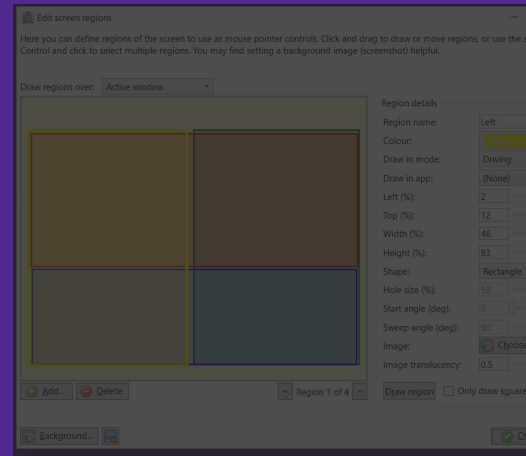 Edit screen regions
Here you can define regions of the screen to use as mouse pointer controls. Click and drag to draw or move regions, or use the
Control and click to select multiple regions. You may find setting a background image (screenshot) helpful.
Draw regions over: Active window
Region details
Region name: Left
Colour:
Draw in mode: Driving
Draw in app: (None)
Left (%): 2
Top (%): 12
Width (%): 46
Height (%): 83
Shape: Rectangle
Hole size (%): 50
Start angle (deg): 0
Sweep angle (deg): 90
Image: Choose
Image translucency: 0.5
Add... Delete Region 1 of 4 Draw region Only draw square
Background...